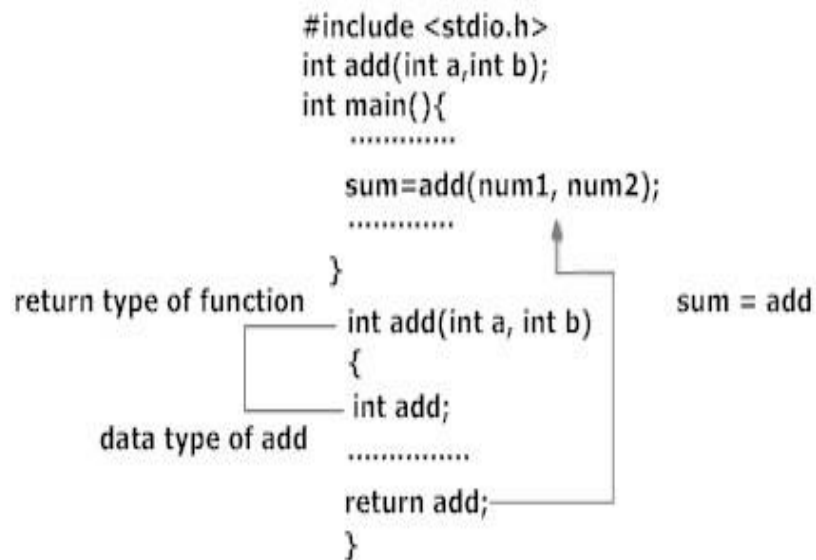 #include <stdio.h>
int add(int a,int b);
int main(){
.............
sum=add(num1, num2);
.............
}
return type of function
int add(int a, int b)
sum = add
{
int add;
data type of add
...............
return add;
}